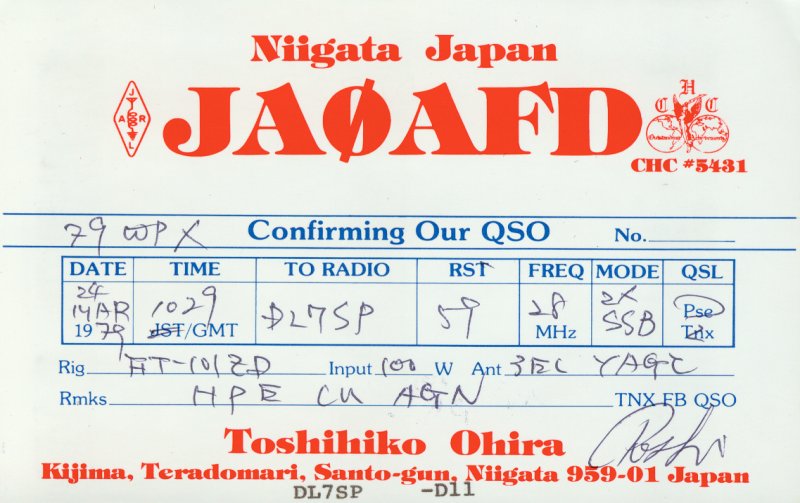 Niigata Japan
JAØAFD
J
A R
L
C H C
CHC #5431
79 WPX Confirming Our QSO No.
DATE TIME TO RADIO RST FREQ MODE QSL
24 MAR 1979 1029 JST/GMT DL7SP 59 28 MHz 2X SSB Pse Tnx
Rig FT-101ZD Input 100 W Ant 3EL YAGI
Rmks HPE CU AGN TNX FB QSO
Toshi
Toshihiko Ohira
Kijima, Teradomari, Santo-gun, Niigata 959-01 Japan
DL7SP -D11